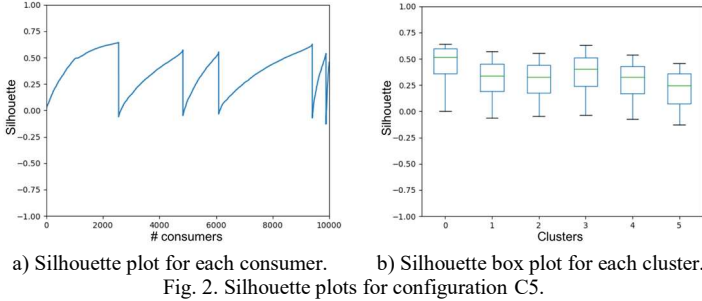 1.00
0.75
0.50
0.25
0.00
−0.25
−0.50
−0.75
−1.00
Silhouette
0 2000 4000 6000 8000 10000
# consumers
1.00
0.75
0.50
0.25
0.00
−0.25
−0.50
−0.75
−1.00
Silhouette
0 1 2 3 4 5
Clusters
a) Silhouette plot for each consumer. b) Silhouette box plot for each cluster.
Fig. 2. Silhouette plots for configuration C5.